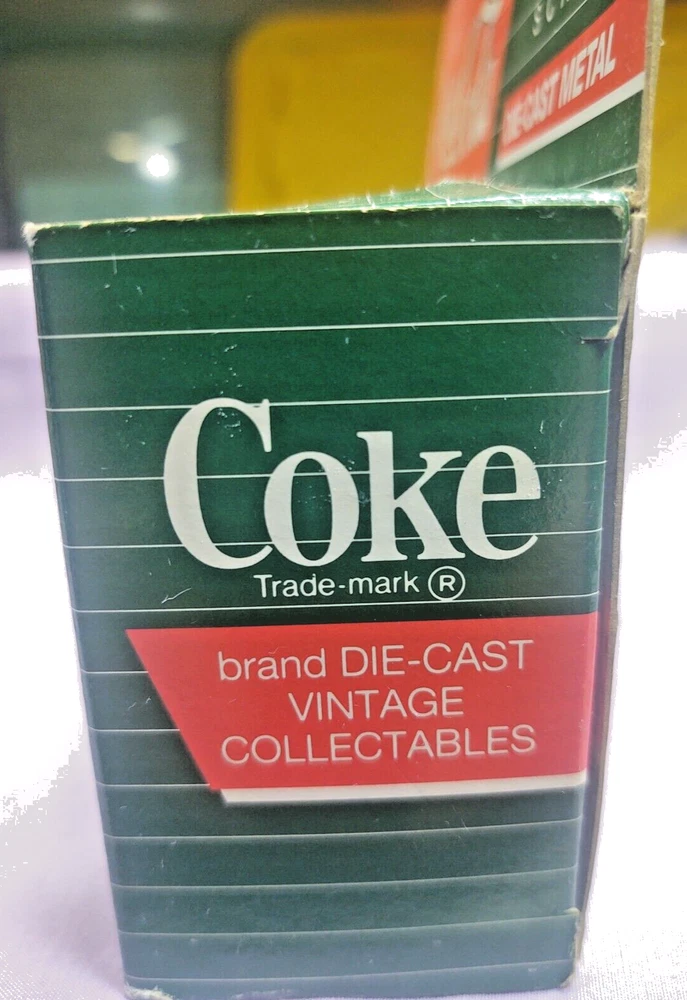 DIE-CAST METAL
Coke
Trade-mark ®
brand DIE-CAST
VINTAGE
COLLECTABLES